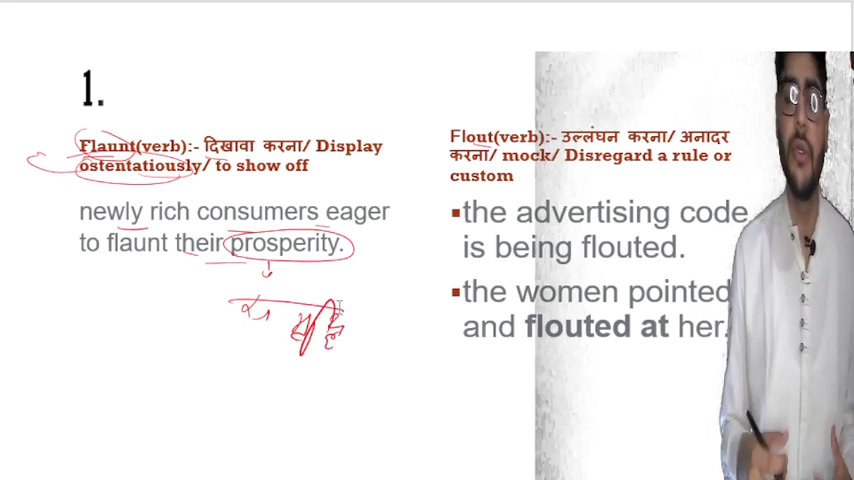 1.
Flaunt(verb):- दिखावा करना/ Display
ostentatiously/ to show off
newly rich consumers eager
to flaunt their prosperity.
Flout(verb):- उल्लंघन करना/ अनादर
करना/ mock/ Disregard a rule or
custom
▪the advertising code
is being flouted.
▪the women pointed
and flouted at her.